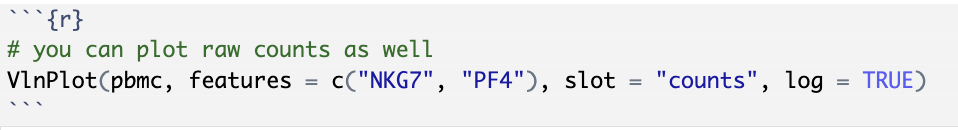 ```{r}
# you can plot raw counts as well
VlnPlot(pbmc, features = c("NKG7", "PF4"), slot = "counts", log = TRUE)
```